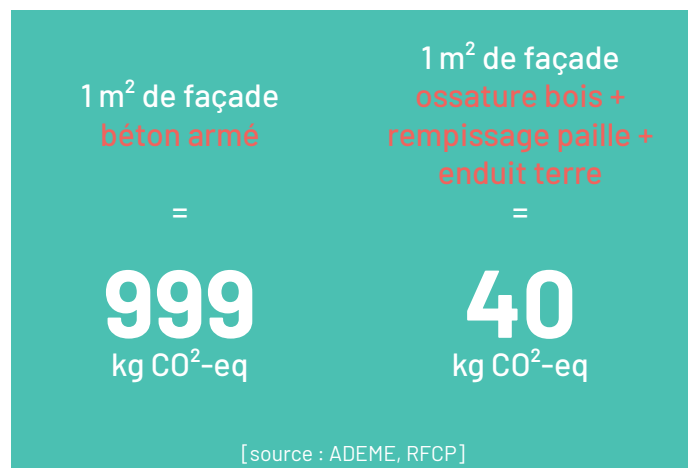 1 m² de façade
béton armé
=
999
kg CO²-eq
1 m² de façade
ossature bois +
rempissage paille +
enduit terre
=
40
kg CO²-eq
[source : ADEME, RFCP]